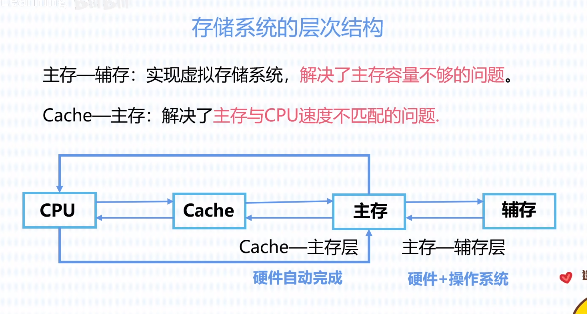 存储系统的层次结构
主存—辅存：实现虚拟存储系统，解决了主存容量不够的问题。
Cache—主存：解决了主存与CPU速度不匹配的问题.
CPU
Cache
主存
辅存
Cache—主存层
主存—辅存层
硬件自动完成
硬件+操作系统